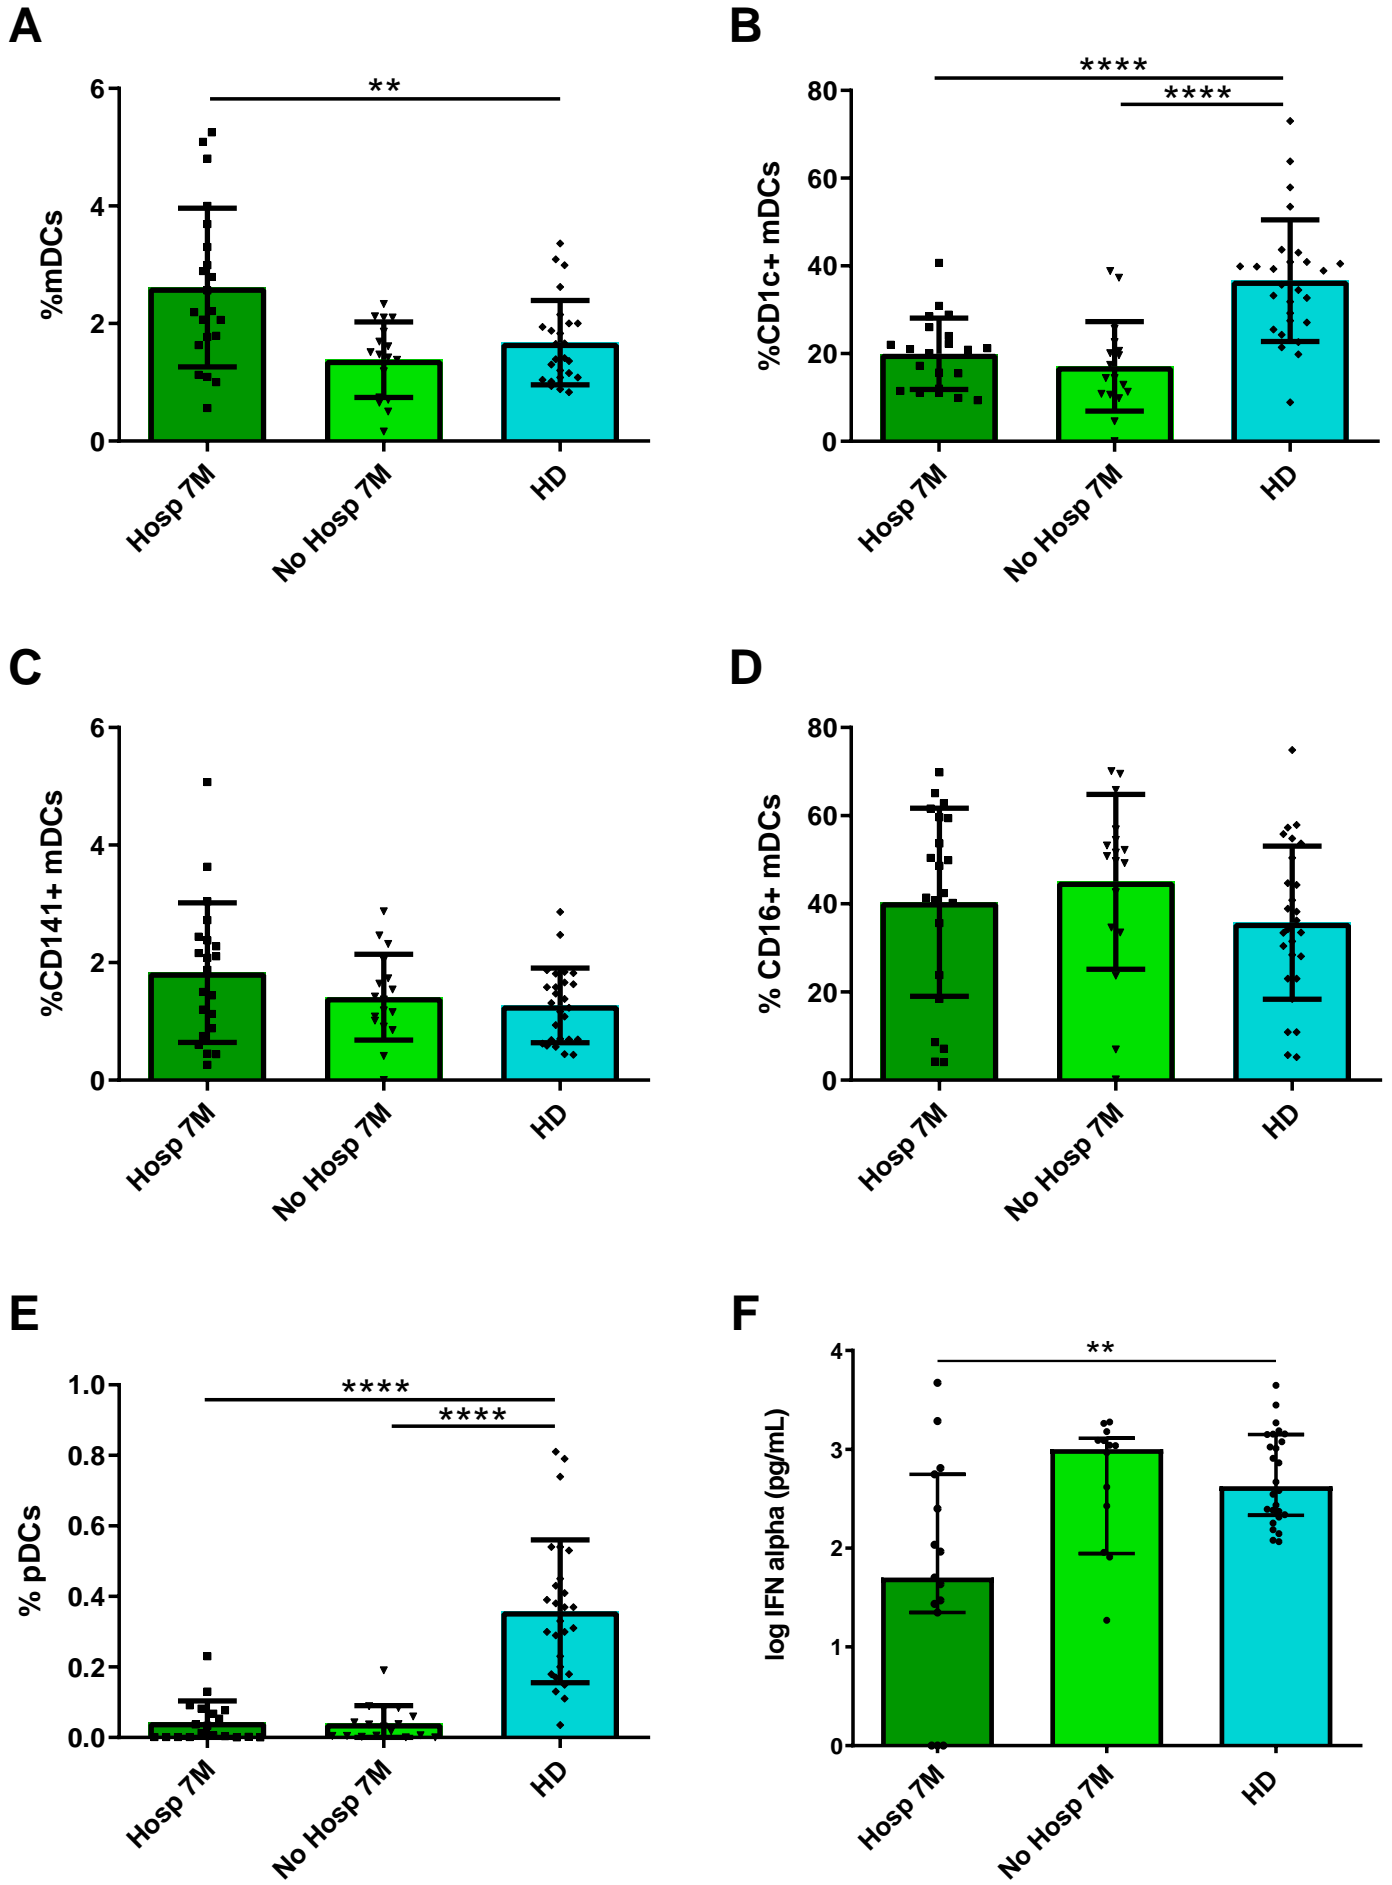 A
**
6
4
2
0
%mDCs
Hosp 7M
No Hosp 7M
HD
B
****
****
80
60
40
20
0
%CD1c+ mDCs
Hosp 7M
No Hosp 7M
HD
C
6
4
2
0
%CD141+ mDCs
Hosp 7M
No Hosp 7M
HD
D
80
60
40
20
0
% CD16+ mDCs
Hosp 7M
No Hosp 7M
HD
E
****
****
1.0
0.8
0.6
0.4
0.2
0.0
% pDCs
Hosp 7M
No Hosp 7M
HD
F
**
4
3
2
1
0
log IFN alpha (pg/mL)
Hosp 7M
No Hosp 7M
HD